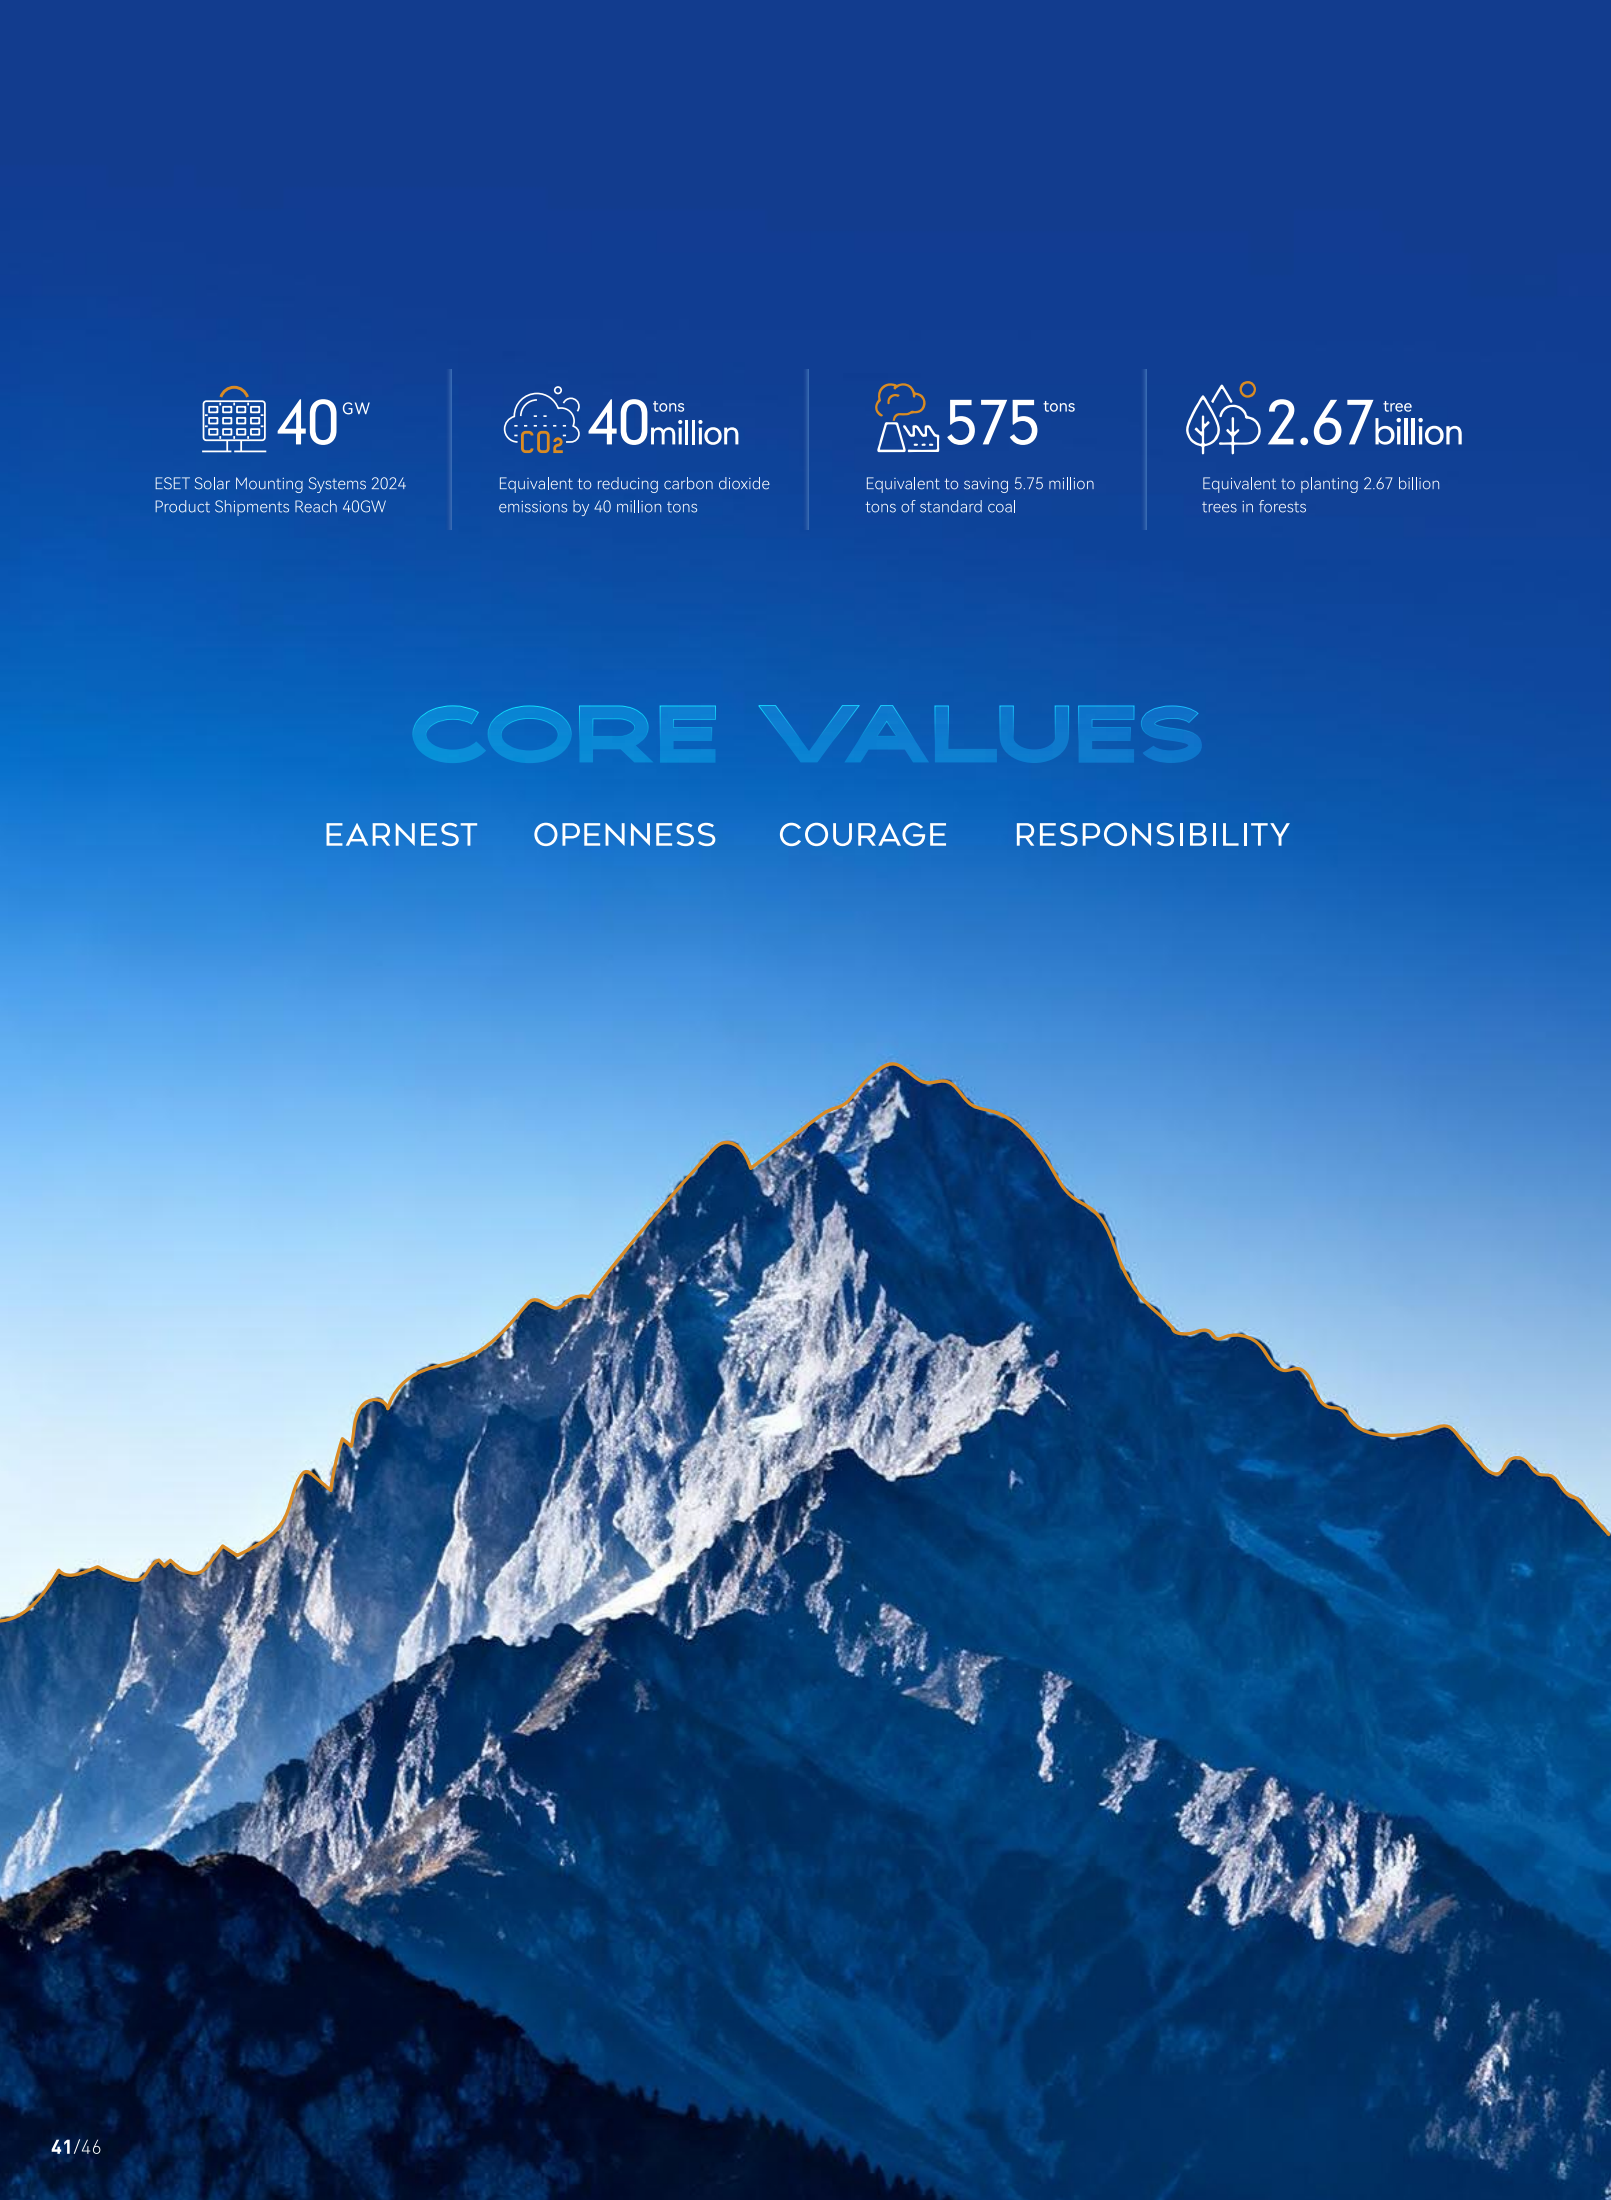 40 GW
ESET Solar Mounting Systems 2024
Product Shipments Reach 40GW
CO2
40 tons
million
Equivalent to reducing carbon dioxide
emissions by 40 million tons
575 tons
Equivalent to saving 5.75 million
tons of standard coal
2.67 tree
billion
Equivalent to planting 2.67 billion
trees in forests
CORE VALUES
EARNEST OPENNESS COURAGE RESPONSIBILITY
41/46